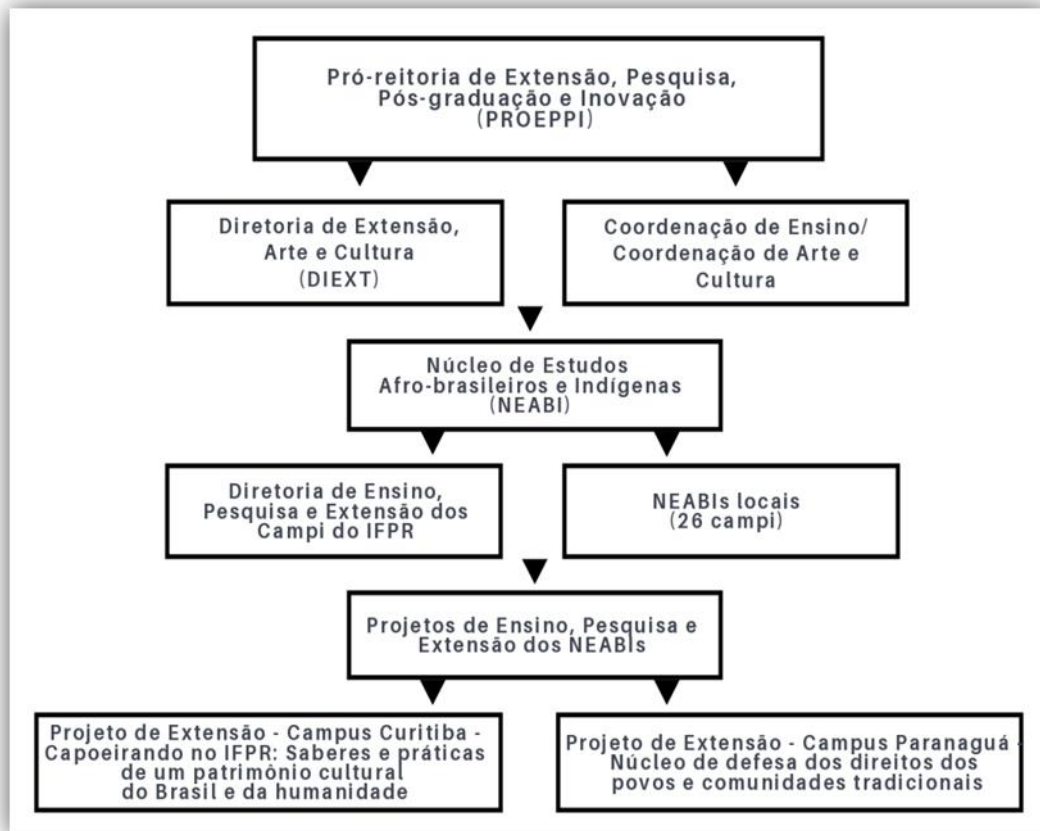 Pró-reitoria de Extensão, Pesquisa,
Pós-graduação e Inovação
(PROEPPI)
Diretoria de Extensão,
Arte e Cultura
(DIEXT)
Coordenação de Ensino/
Coordenação de Arte e
Cultura
Núcleo de Estudos
Afro-brasileiros e Indígenas
(NEABI)
Diretoria de Ensino,
Pesquisa e Extensão dos
Campi do IFPR
NEABIs locais
(26 campi)
Projetos de Ensino, Pesquisa e
Extensão dos NEABIs
Projeto de Extensão - Campus Curitiba -
Capoeirando no IFPR: Saberes e práticas
de um patrimônio cultural
do Brasil e da humanidade
Projeto de Extensão - Campus Paranaguá -
Núcleo de defesa dos direitos dos
povos e comunidades tradicionais